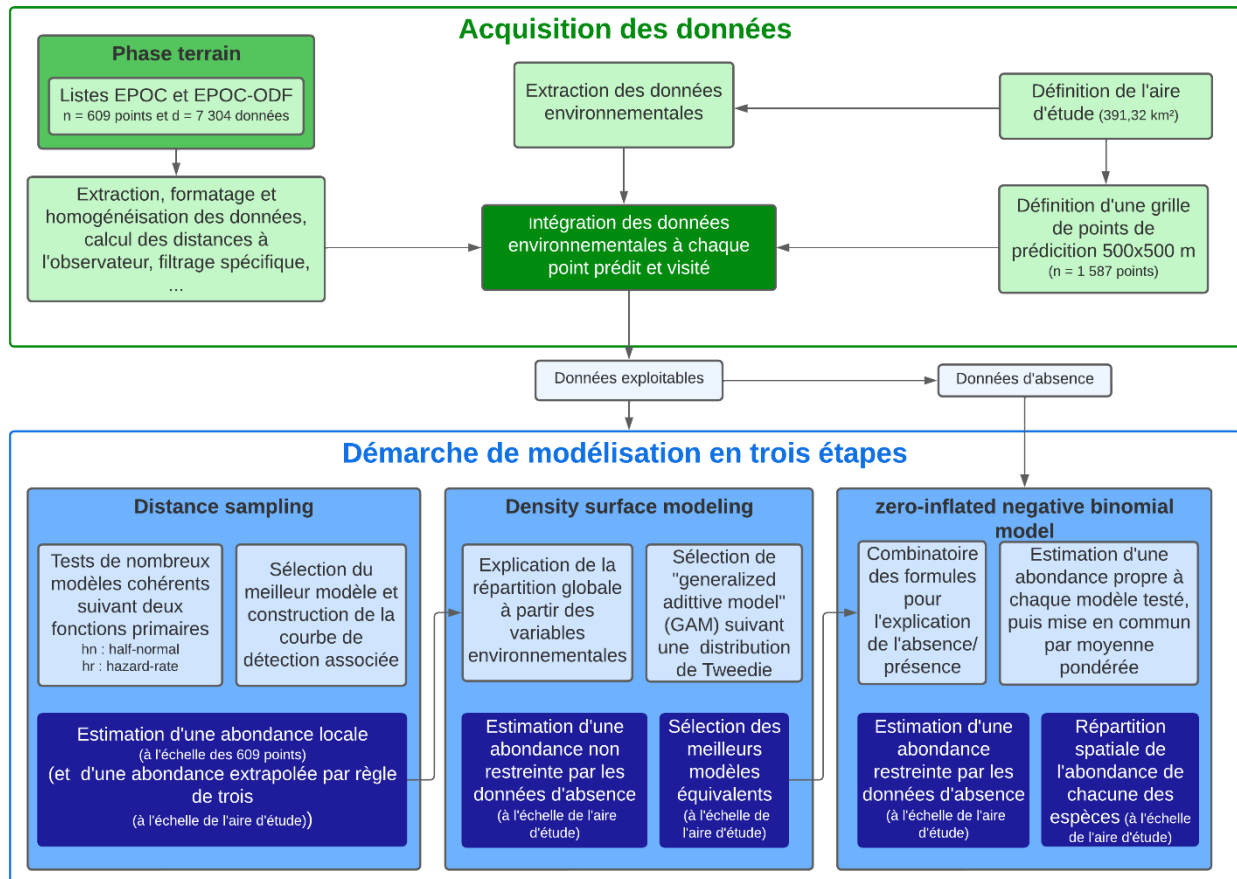 Acquisition des données
Phase terrain
Listes EPOC et EPOC-ODF
n = 609 points et d = 7 304 données
Extraction des données
environnementales
Définition de l'aire
d'étude (391,32 km²)
Extraction, formatage et
homogénéisation des données,
calcul des distances à
l'observateur, filtrage spécifique,
...
Intégration des données
environnementales à chaque
point prédit et visité
Définition d'une grille
de points de
prédicition 500x500 m
(n = 1 587 points)
Données exploitables
Données d'absence
Démarche de modélisation en trois étapes
Distance sampling
Tests de nombreux
modèles cohérents
suivant deux
fonctions primaires
hn : half-normal
hr : hazard-rate
Sélection du
meilleur modèle et
construction de la
courbe de
détection associée
Estimation d'une abondance locale
(à l'échelle des 609 points)
(et d'une abondance extrapolée par règle
de trois
(à l'échelle de l'aire d'étude))
Density surface modeling
Explication de la
répartition globale
à partir des
variables
environnementales
Sélection de
"generalized
adittive model"
(GAM) suivant
une distribution
de Tweedie
Estimation d'une
abondance non
restreinte par les
données d'absence
(à l'échelle de l'aire
d'étude)
Sélection des
meilleurs
modèles
équivalents
(à l'échelle de
l'aire d'étude)
zero-inflated negative binomial
model
Combinatoire
des formules
pour
l'explication
de l'absence/
présence
Estimation d'une
abondance propre à
chaque modèle testé,
puis mise en commun
par moyenne
pondérée
Estimation d'une
abondance
restreinte par les
données d'absence
(à l'échelle de l'aire
d'étude)
Répartition
spatiale de
l'abondance de
chacune des
espèces (à l'échelle
de l'aire d'étude)